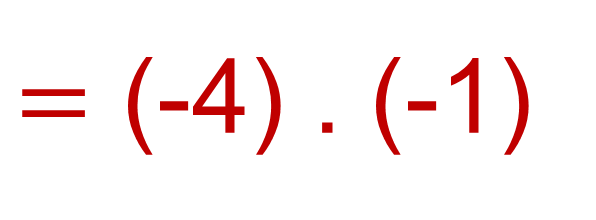 = (-4) . (-1)